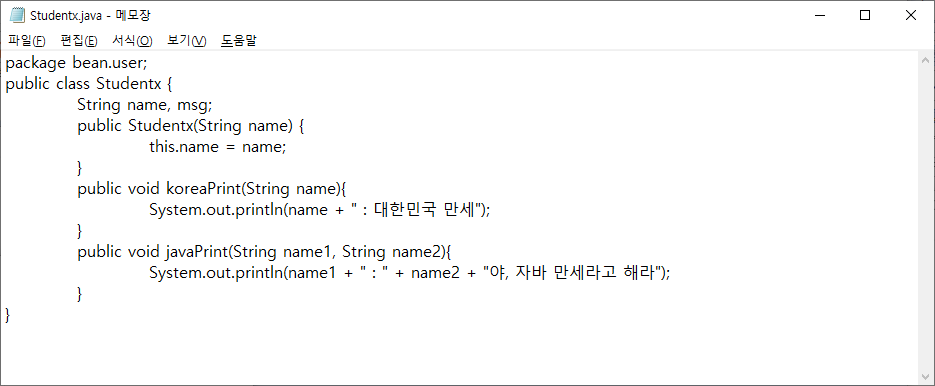 Studentx.java - 메모장
파일(F) 편집(E) 서식(O) 보기(V) 도움말
package bean.user;
public class Studentx {
String name, msg;
public Studentx(String name) {
this.name = name;
}
public void koreaPrint(String name){
System.out.println(name + " : 대한민국 만세");
}
public void javaPrint(String name1, String name2){
System.out.println(name1 + " : " + name2 + "야, 자바 만세라고 해라");
}
}